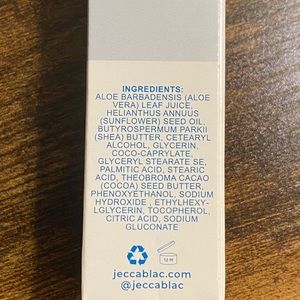 INGREDIENTS:
ALOE BARBADENSIS (ALOE
VERA) LEAF JUICE,
HELIANTHUS ANNUUS
(SUNFLOWER) SEED OIL,
BUTYROSPERMUM PARKII
(SHEA) BUTTER, CETEARYL
ALCOHOL, GLYCERIN,
COCO-CAPRYLATE,
GLYCERYL STEARATE SE,
PALMITIC ACID, STEARIC
ACID, THEOBROMA CACAO
(COCOA) SEED BUTTER,
PHENOXYETHANOL, SODIUM
HYDROXIDE , ETHYLHEXY-
LGLYCERIN, TOCOPHEROL,
CITRIC ACID, SODIUM
GLUCONATE
12 M
jeccablac.com
@jeccablac